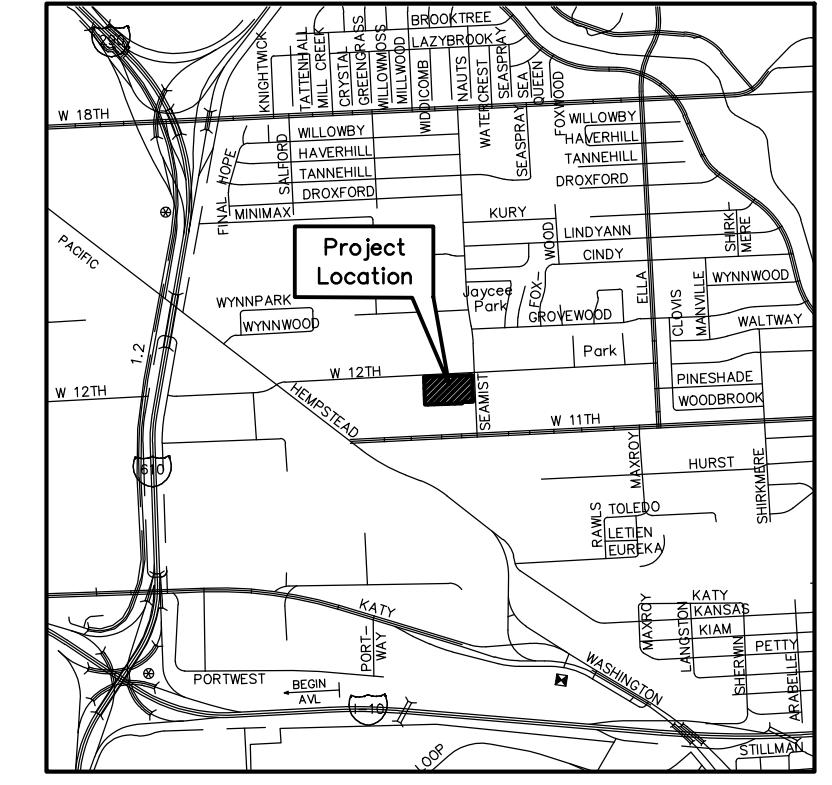 BROOKTREE
LAZYBROOK
KNIGHTWICK
TATTENHALL
MILL CREEK
CRYSTAL
GREENGRASS
WILLOWMOSS
MILLWOOD
WIDDICOMB
NAUTS
WATERCREST
SEASPRAY
SEA
QUEEN
FOXWOOD
290
W 18TH
WILLOWBY
HAVERHILL
TANNEHILL
DROXFORD
MINIMAX
SALFORD
HOPE
FINAL
SEASPRAY
WILLOWBY
HAVERHILL
TANNEHILL
DROXFORD
KURY
LINDYANN
CINDY
SHIRK-
MERE
WOOD
FOX-
PACIFIC
Project
Location
Jaycee
Park
ELLA
WYNNWOOD
CLOVIS
MANVILLE
WYNNPARK
WYNNWOOD
GROVEWOOD
WALTWAY
1.2
Park
W 12TH
W 12TH
HEMPSTEAD
SEAMIST
PINESHADE
WOODBROOK
W 11TH
610
MAXROY
HURST
SHIRKMERE
RAWLS
TOLEDO
LETIEN
EUREKA
KATY
PORT-
WAY
MAXROY
LANGSTON
KATY
KANSAS
KIAM
SHERWIN
PETTY
ARABELLE
PORTWEST
BEGIN
AVL
WASHINGTON
I-10
LOOP
STILLMAN